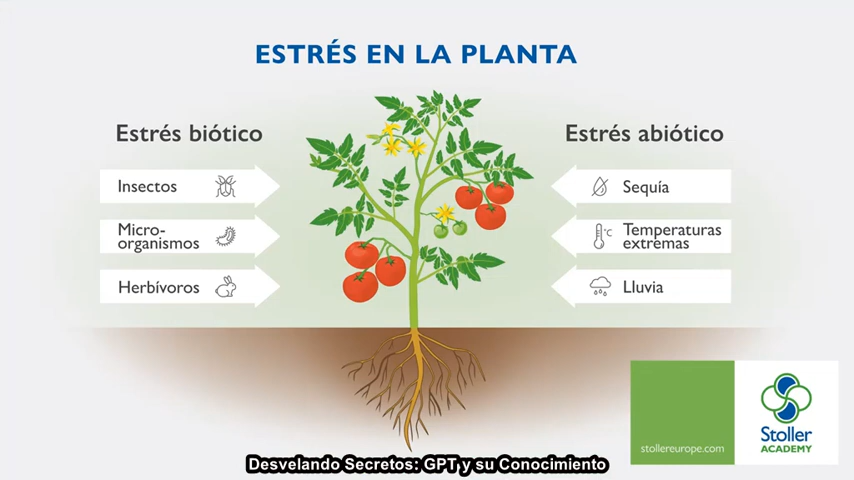 ESTRÉS EN LA PLANTA
Estrés biótico
Insectos
Micro-
organismos
Herbívoros
Estrés abiótico
Sequía
°C
Temperaturas
extremas
Lluvia
stollereurope.com
Stoller
ACADEMY
Desvelando Secretos: GPT y su Conocimiento